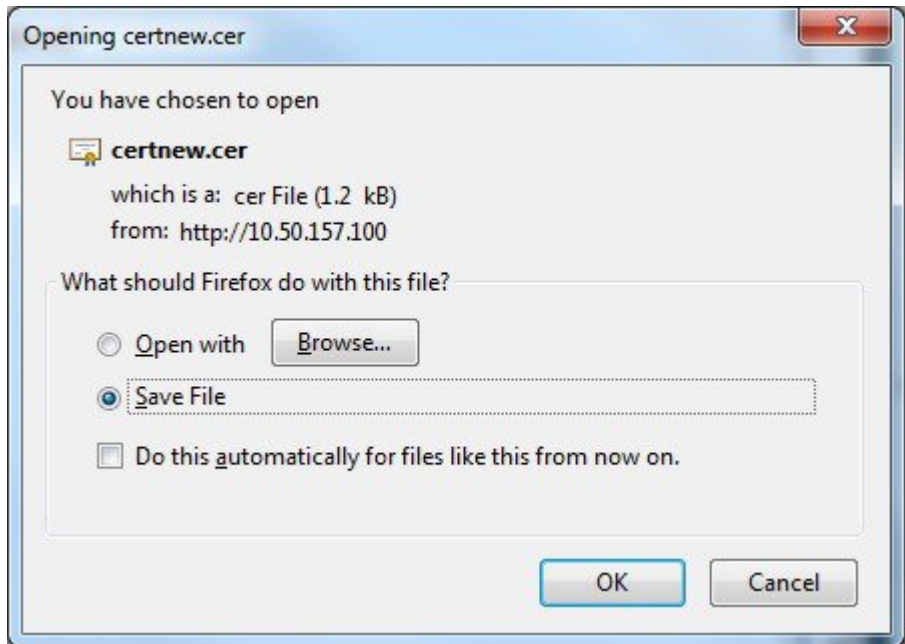 Opening certnew.cer
You have chosen to open
certnew.cer
which is a: cer File (1.2 kB)
from: http://10.50.157.100
What should Firefox do with this file?
Open with Browse...
Save File
Do this automatically for files like this from now on.
OK Cancel